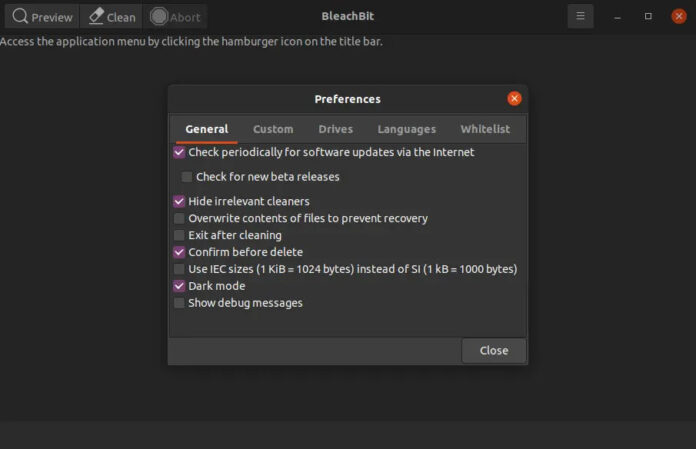 Preview
Clean
Abort
BleachBit
Access the application menu by clicking the hamburger icon on the title bar.
Preferences
General
Custom
Drives
Languages
Whitelist
Check periodically for software updates via the Internet
Check for new beta releases
Hide irrelevant cleaners
Overwrite contents of files to prevent recovery
Exit after cleaning
Confirm before delete
Use IEC sizes (1 KiB = 1024 bytes) instead of SI (1 kB = 1000 bytes)
Dark mode
Show debug messages
Close